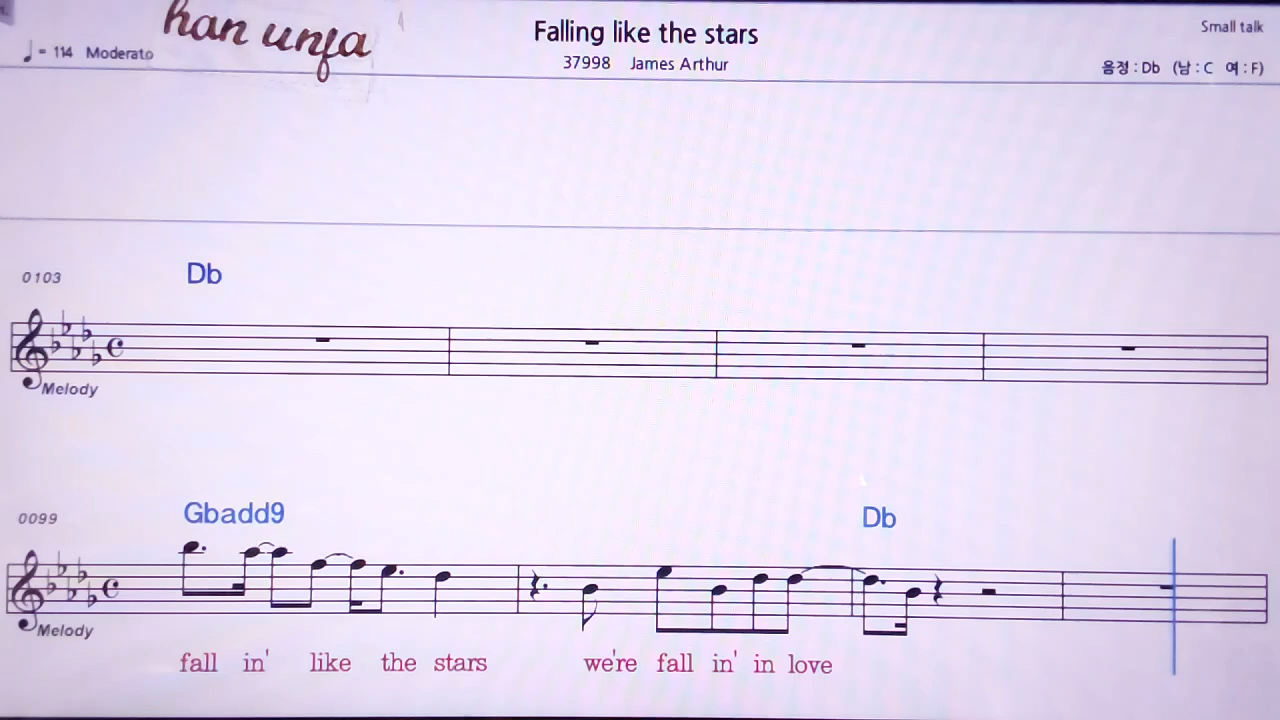 han unja
Falling like the stars
Small talk
♩= 114 Moderato
37998 James Arthur
음정 : Db (남 : C 여 : F)
0103
Db
Melody
0099
Gbadd9
Db
Melody
fall in' like the stars we're fall in' in love